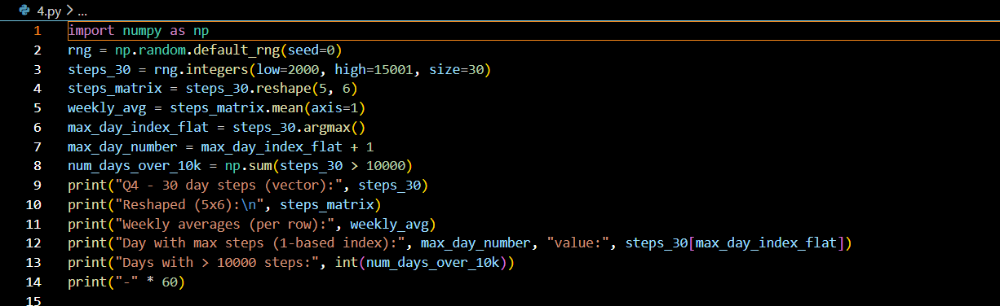 4.py > ...
1 import numpy as np
2 rng = np.random.default_rng(seed=0)
3 steps_30 = rng.integers(low=2000, high=15001, size=30)
4 steps_matrix = steps_30.reshape(5, 6)
5 weekly_avg = steps_matrix.mean(axis=1)
6 max_day_index_flat = steps_30.argmax()
7 max_day_number = max_day_index_flat + 1
8 num_days_over_10k = np.sum(steps_30 > 10000)
9 print("Q4 - 30 day steps (vector):", steps_30)
10 print("Reshaped (5x6):\n", steps_matrix)
11 print("Weekly averages (per row):", weekly_avg)
12 print("Day with max steps (1-based index):", max_day_number, "value:", steps_30[max_day_index_flat])
13 print("Days with > 10000 steps:", int(num_days_over_10k))
14 print("-" * 60)
15